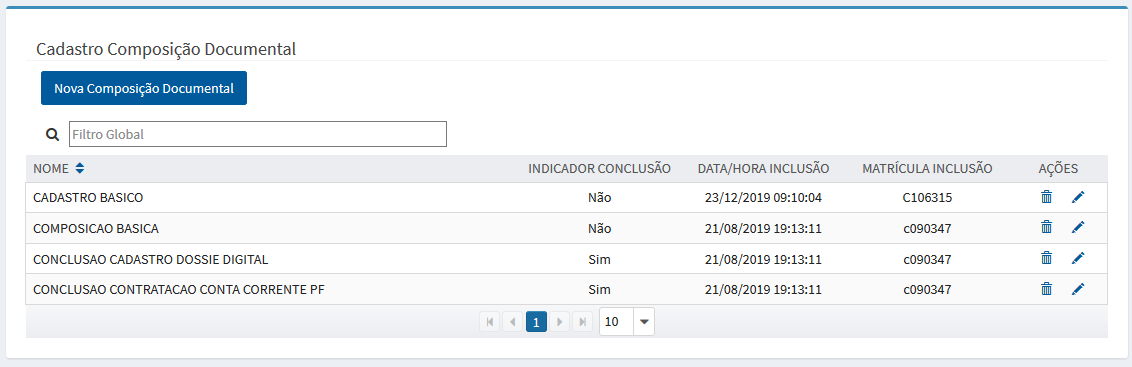 Cadastro Composição Documental
Nova Composição Documental
Filtro Global
NOME INDICADOR CONCLUSÃO DATA/HORA INCLUSÃO MATRÍCULA INCLUSÃO AÇÕES
CADASTRO BASICO Não 23/12/2019 09:10:04 C106315
COMPOSICAO BASICA Não 21/08/2019 19:13:11 c090347
CONCLUSAO CADASTRO DOSSIE DIGITAL Sim 21/08/2019 19:13:11 c090347
CONCLUSAO CONTRATACAO CONTA CORRENTE PF Sim 21/08/2019 19:13:11 c090347
1 10